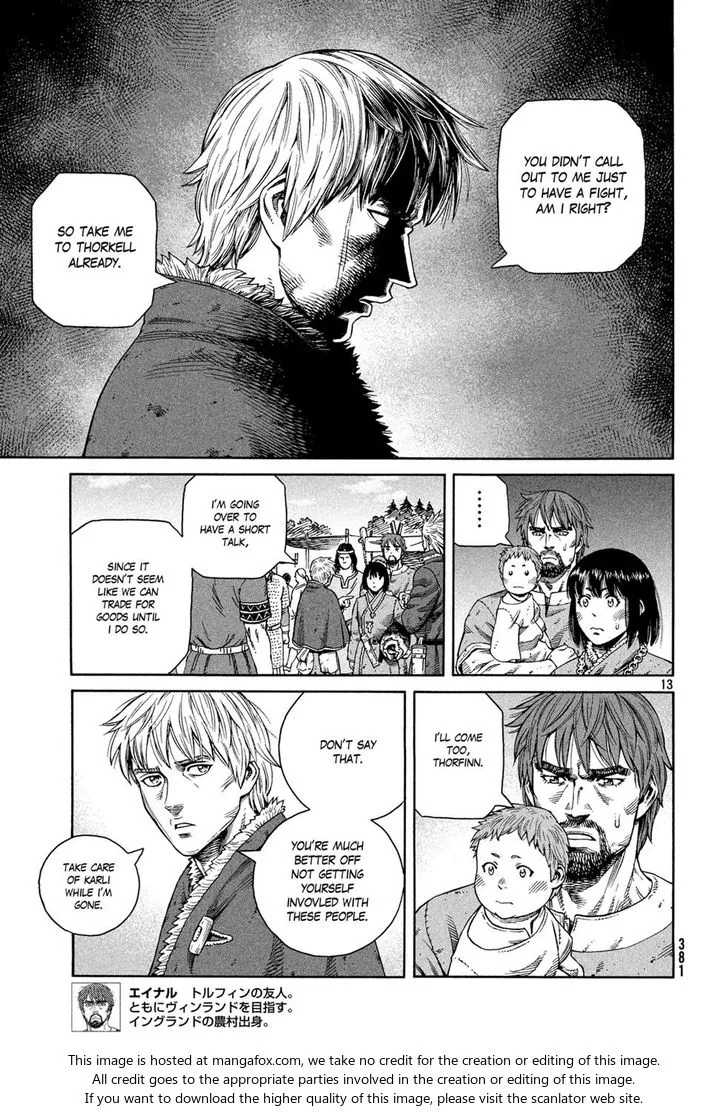 YOU DIDN'T CALL
OUT TO ME JUST
TO HAVE A FIGHT,
AM I RIGHT?
SO TAKE ME
TO THORKELL
ALREADY.
......
I'M GOING
OVER TO
HAVE A SHORT
TALK,
SINCE IT
DOESN'T SEEM
LIKE WE CAN
TRADE FOR
GOODS UNTIL
I DO SO.
13
I'LL COME
TOO,
THORFINN.
DON'T SAY
THAT.
YOU'RE MUCH
BETTER OFF
NOT GETTING
YOURSELF
INVOVLED WITH
THESE PEOPLE.
TAKE CARE
OF KARLI
WHILE I'M
GONE.
381
エイナル トルフィンの友人。
ともにヴィンランドを目指す。
イングランドの農村出身。
This image is hosted at mangafox.com, we take no credit for the creation or editing of this image.
All credit goes to the appropriate parties involved in the creation or editing of this image.
If you want to download the higher quality of this image, please visit the scanlator web site.